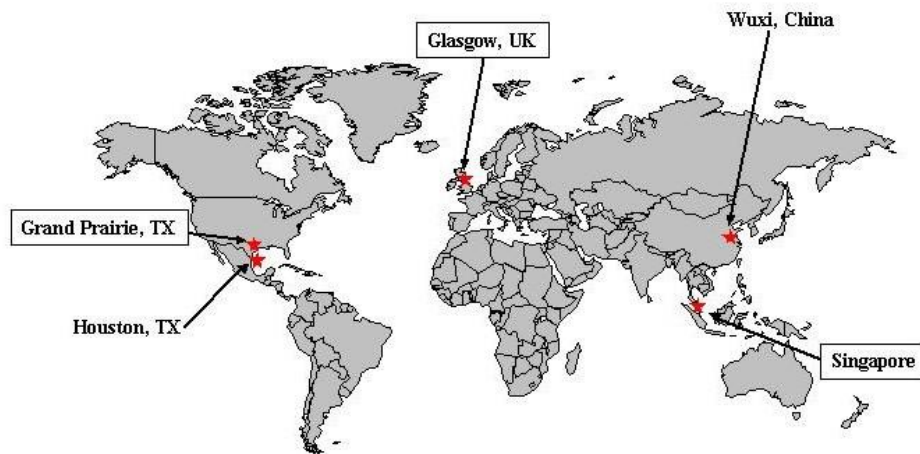 Wuxi, China
Glasgow, UK
Grand Prairie, TX
Houston, TX
Singapore